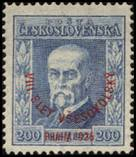 POŠTA
ČESKOSLOVENSKÁ
VIII. SLET VŠESOKOLSKÝ
PRAHA 1926
200 200